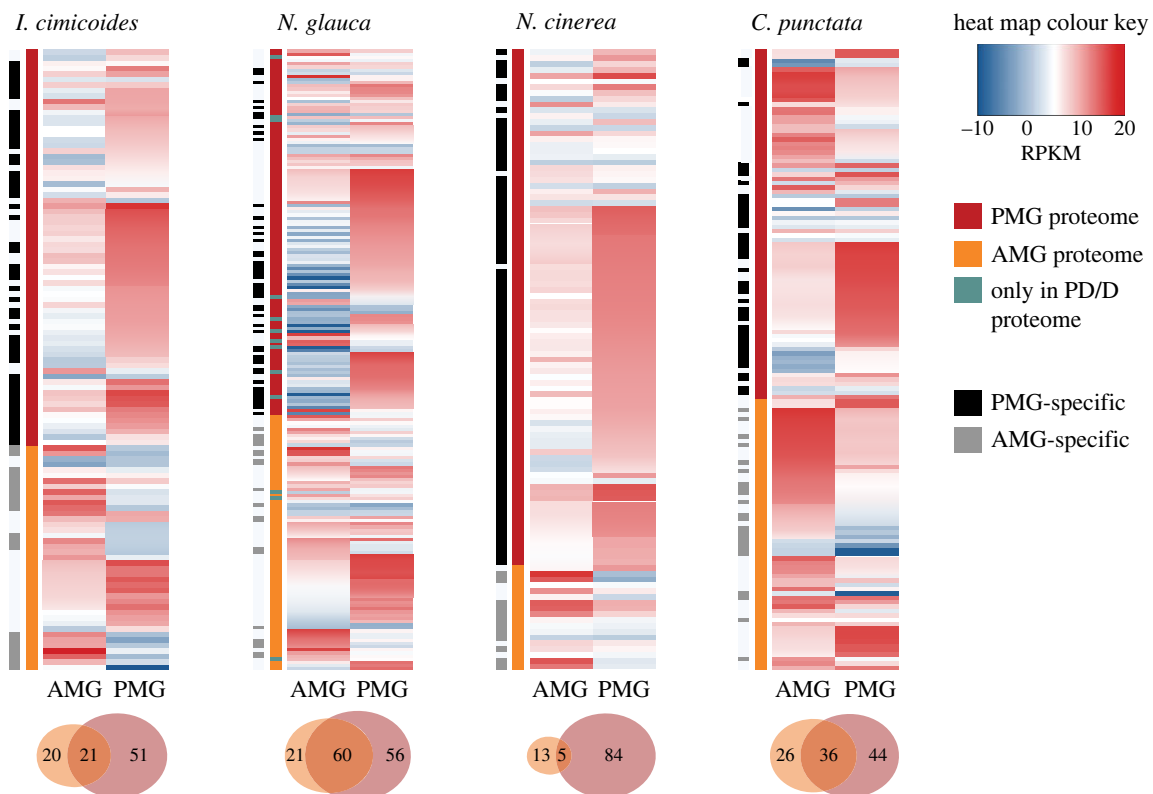 I. cimicoides
N. glauca
N. cinerea
C. punctata
heat map colour key
−10 0 10 20
RPKM
PMG proteome
AMG proteome
only in PD/D
proteome
PMG-specific
AMG-specific
AMG PMG
AMG PMG
AMG PMG
AMG PMG
20 21 51
21 60 56
13 5 84
26 36 44